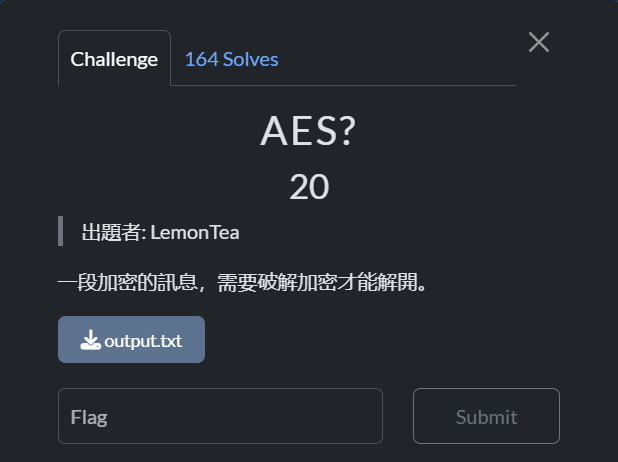 Challenge
164 Solves
AES?
20
出題者: LemonTea
一段加密的訊息，需要破解加密才能解開。
output.txt
Flag
Submit